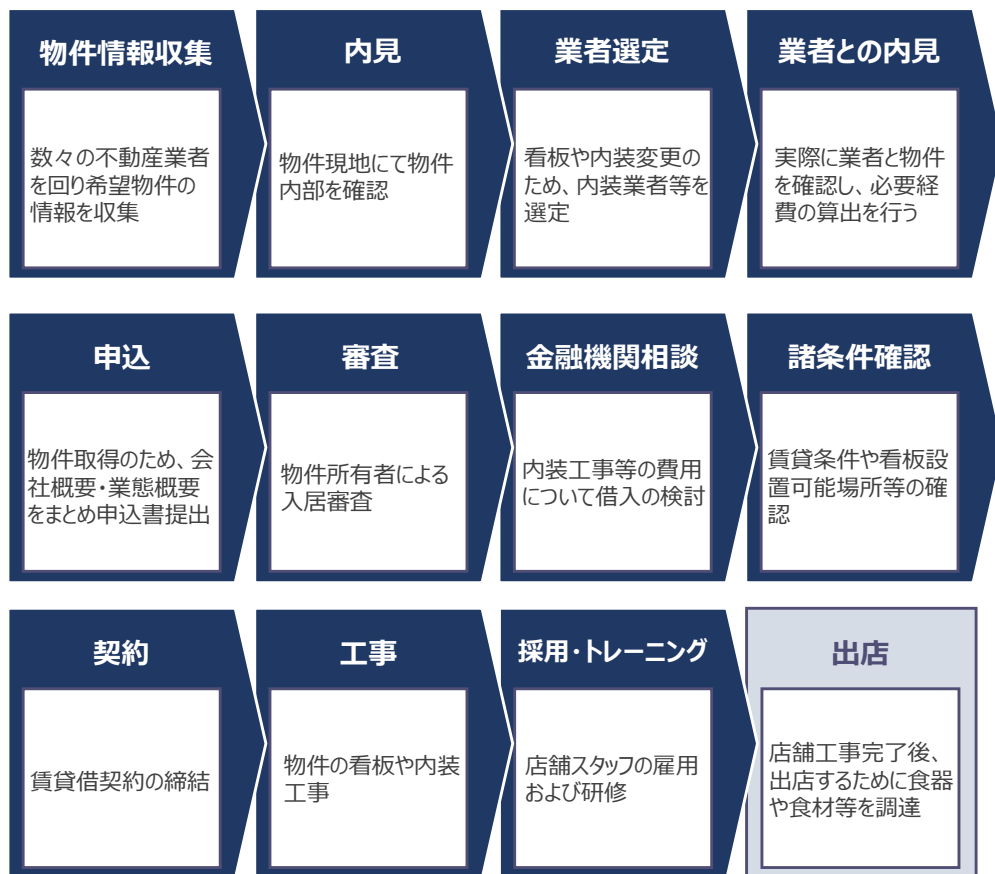 物件情報収集
数々の不動産業者
を回り希望物件の
情報を収集
内見
物件現地にて物件
内部を確認
業者選定
看板や内装変更の
ため、内装業者等を
選定
業者との内見
実際に業者と物件
を確認し、必要経
費の算出を行う
申込
物件取得のため、会
社概要・業態概要
をまとめ申込書提出
審査
物件所有者による
入居審査
金融機関相談
内装工事等の費用
について借入の検討
諸条件確認
賃貸条件や看板設
置可能場所等の確
認
契約
賃貸借契約の締結
工事
物件の看板や内装
工事
採用・トレーニング
店舗スタッフの雇用
および研修
出店
店舗工事完了後、
出店するために食器
や食材等を調達